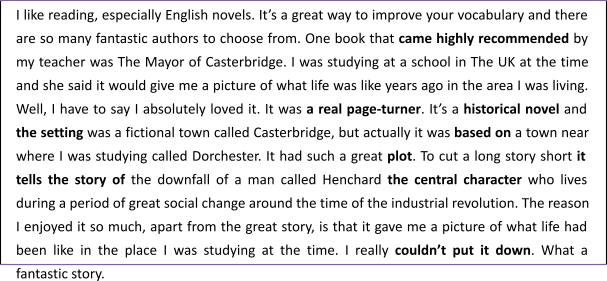 I like reading, especially English novels. It's a great way to improve your vocabulary and there
are so many fantastic authors to choose from. One book that came highly recommended by
my teacher was The Mayor of Casterbridge. I was studying at a school in The UK at the time
and she said it would give me a picture of what life was like years ago in the area I was living.
Well, I have to say I absolutely loved it. It was a real page-turner. It's a historical novel and
the setting was a fictional town called Casterbridge, but actually it was based on a town near
where I was studying called Dorchester. It had such a great plot. To cut a long story short it
tells the story of the downfall of a man called Henchard the central character who lives
during a period of great social change around the time of the industrial revolution. The reason
I enjoyed it so much, apart from the great story, is that it gave me a picture of what life had
been like in the place I was studying at the time. I really couldn't put it down. What a
fantastic story.